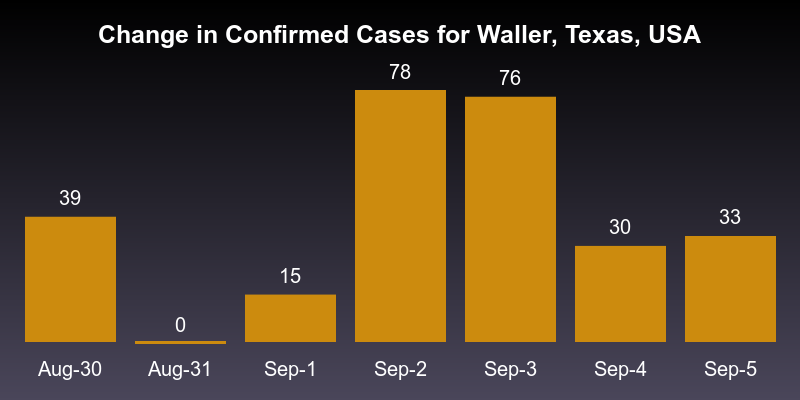 Change in Confirmed Cases for Waller, Texas, USA
39
0
15
78
76
30
33
Aug-30
Aug-31
Sep-1
Sep-2
Sep-3
Sep-4
Sep-5